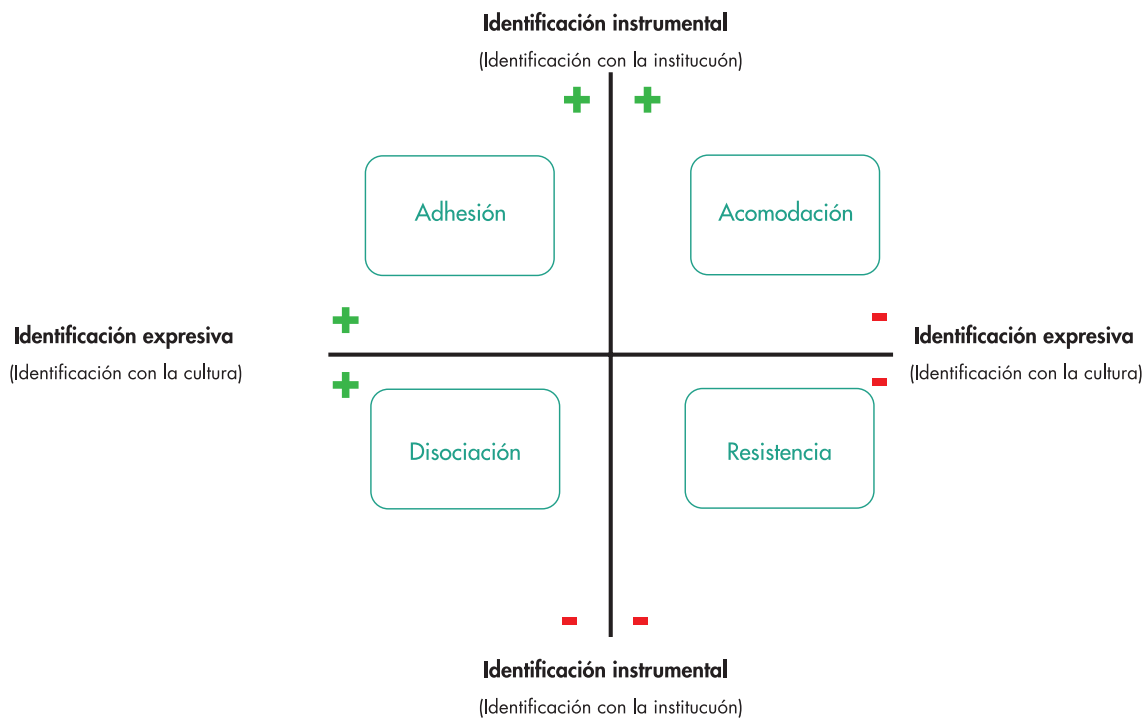 Identificación instrumental
(Identificación con la institucuón)
+ +
Adhesión
Acomodación
+ -
Identificación expresiva
(Identificación con la cultura)
Identificación expresiva
(Identificación con la cultura)
+ -
Disociación
Resistencia
- -
Identificación instrumental
(Identificación con la institucuón)